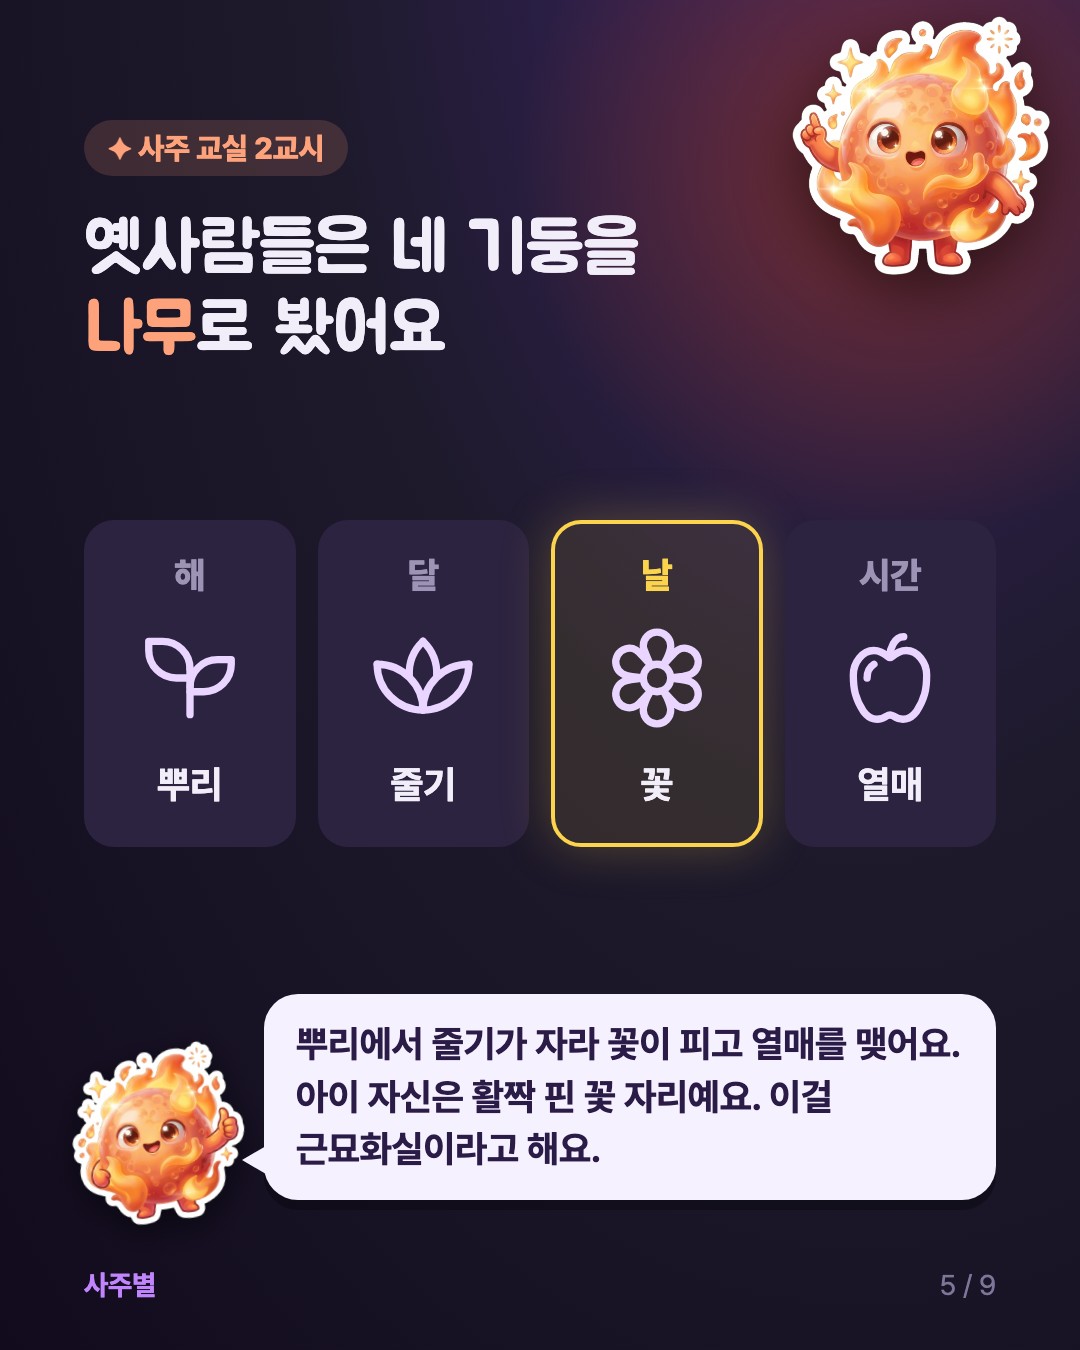 ✦ 사주 교실 2교시
옛사람들은 네 기둥을
나무로 봤어요
해
달
날
시간
뿌리
줄기
꽃
열매
뿌리에서 줄기가 자라 꽃이 피고 열매를 맺어요.
아이 자신은 활짝 핀 꽃 자리예요. 이걸
근묘화실이라고 해요.
사주별
5 / 9